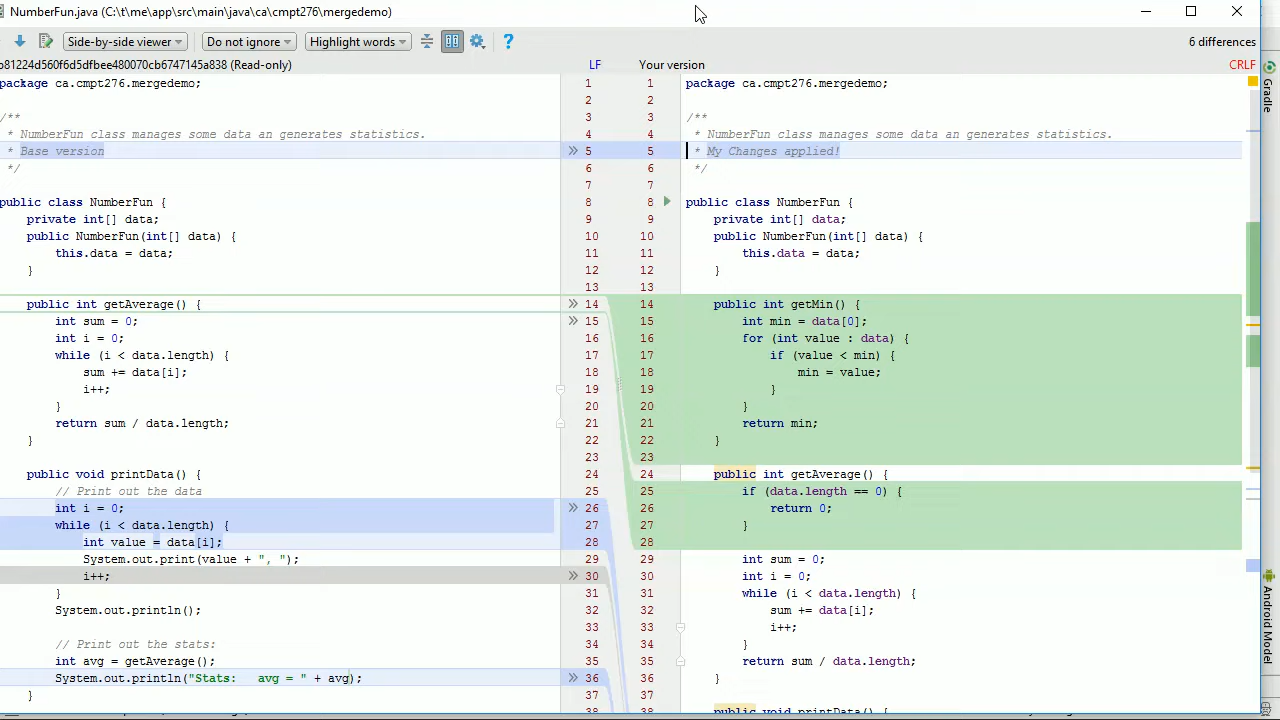 NumberFun.java (C:\t\me\app\src\main\java\ca\cmpt276\mergedemo)
Side-by-side viewer Do not ignore Highlight words ? 6 differences
b81224d560f6d5dfbee480070cb6747145a838 (Read-only) LF Your version CRLF
package ca.cmpt276.mergedemo; 1 1 package ca.cmpt276.mergedemo;
2 2
/** 3 3 /**
* NumberFun class manages some data an generates statistics. 4 4 * NumberFun class manages some data an generates statistics.
* Base version » 5 5 * My Changes applied!
*/ 6 6 */
7 7
public class NumberFun { 8 8 public class NumberFun {
private int[] data; 9 9 private int[] data;
public NumberFun(int[] data) { 10 10 public NumberFun(int[] data) {
this.data = data; 11 11 this.data = data;
} 12 12 }
13 13
public int getAverage() { » 14 14 public int getMin() {
int sum = 0; » 15 15 int min = data[0];
int i = 0; 16 16 for (int value : data) {
while (i < data.length) { 17 17 if (value < min) {
sum += data[i]; 18 18 min = value;
i++; 19 19 }
} 20 20 }
return sum / data.length; 21 21 return min;
} 22 22 }
23 23
public void printData() { 24 24 public int getAverage() {
// Print out the data 25 25 if (data.length == 0) {
int i = 0; » 26 26 return 0;
while (i < data.length) { 27 27 }
int value = data[i]; 28 28
System.out.print(value + ", "); 29 29 int sum = 0;
i++; » 30 30 int i = 0;
} 31 31 while (i < data.length) {
System.out.println(); 32 32 sum += data[i];
33 33 i++;
// Print out the stats: 34 34 }
int avg = getAverage(); 35 35 return sum / data.length;
System.out.println("Stats: avg = " + avg); » 36 36 }
} 37 37
38 38 public void printData() {
Gradle
Android Model